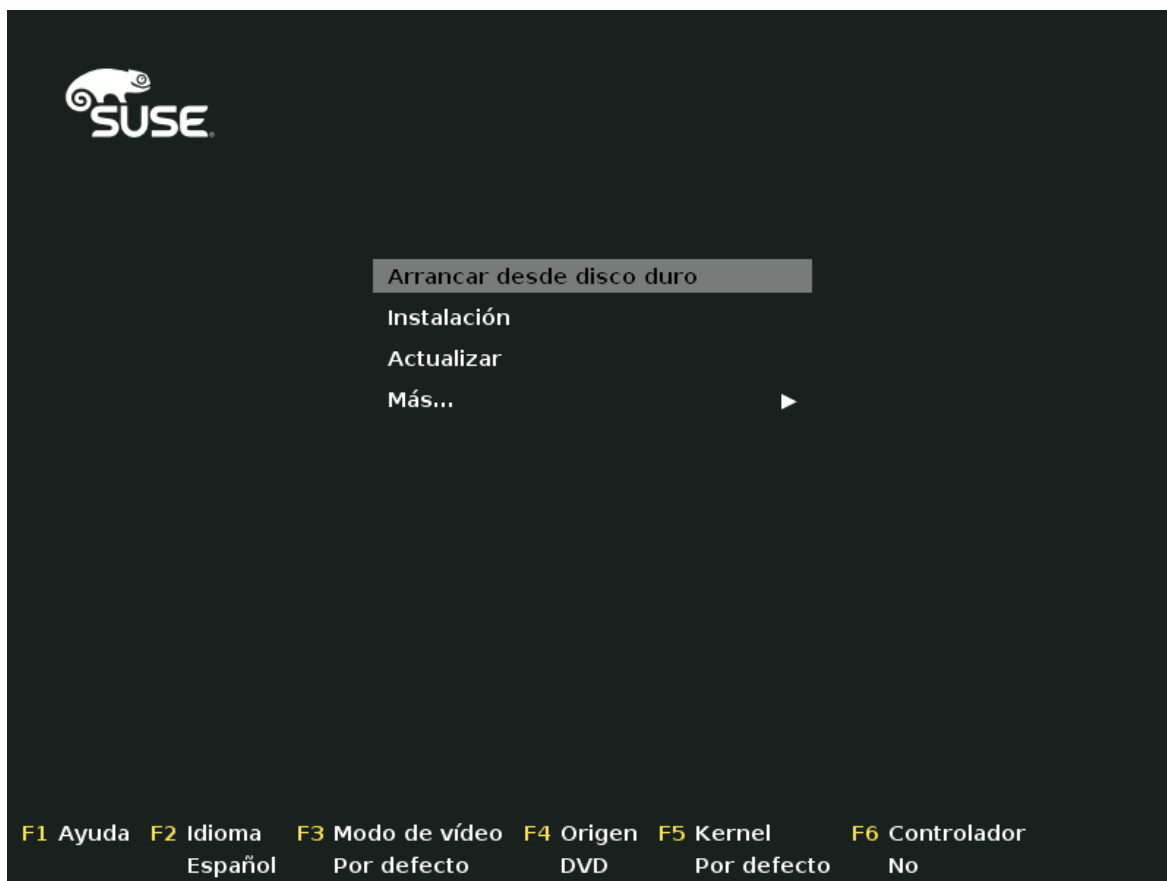 SUSE
Arrancar desde disco duro
Instalación
Actualizar
Más...
F1 Ayuda F2 Idioma F3 Modo de vídeo F4 Origen F5 Kernel F6 Controlador
Español Por defecto DVD Por defecto No